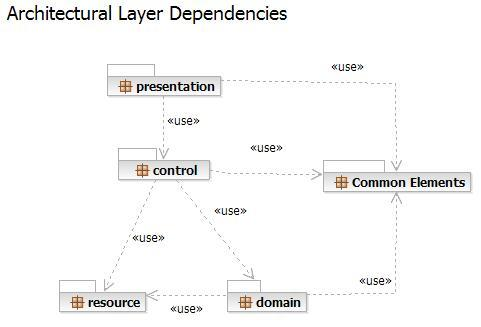 Architectural Layer Dependencies
«use»
presentation
«use»
«use»
control
Common Elements
«use»
«use»
«use»
resource
domain
«use»